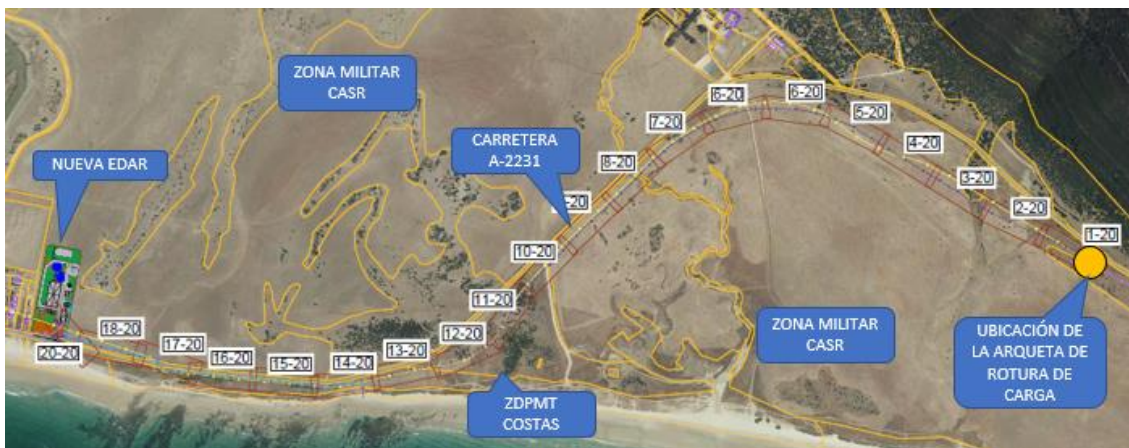 ZONA MILITAR
CASR
6-20
6-20
5-20
7-20
CARRETERA
A-2231
4-20
NUEVA EDAR
8-20
3-20
-20
2-20
10-20
1-20
11-20
ZONA MILITAR
CASR
UBICACIÓN DE
LA ARQUETA DE
ROTURA DE
CARGA
18-20
12-20
20-20
17-20
13-20
16-20
15-20
14-20
ZDPMT
COSTAS